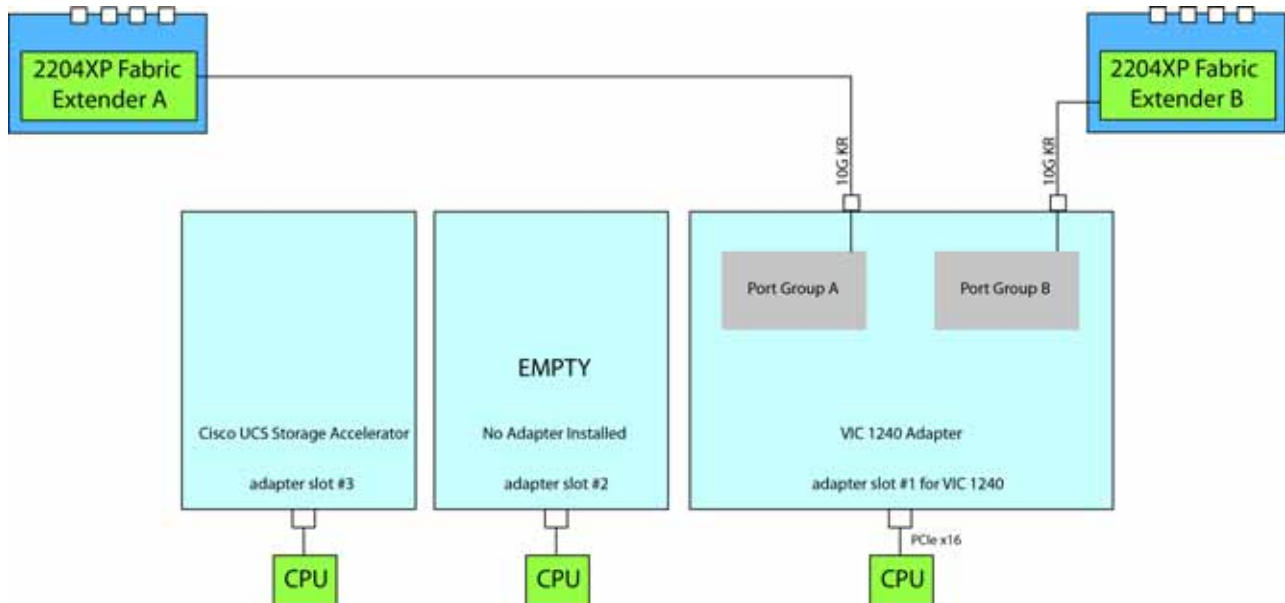 2204XP Fabric
Extender A
2204XP Fabric
Extender B
10G KR
10G KR
Port Group A
Port Group B
EMPTY
Cisco UCS Storage Accelerator
No Adapter Installed
VIC 1240 Adapter
adapter slot #3
adapter slot #2
adapter slot #1 for VIC 1240
PCIe x16
CPU
CPU
CPU